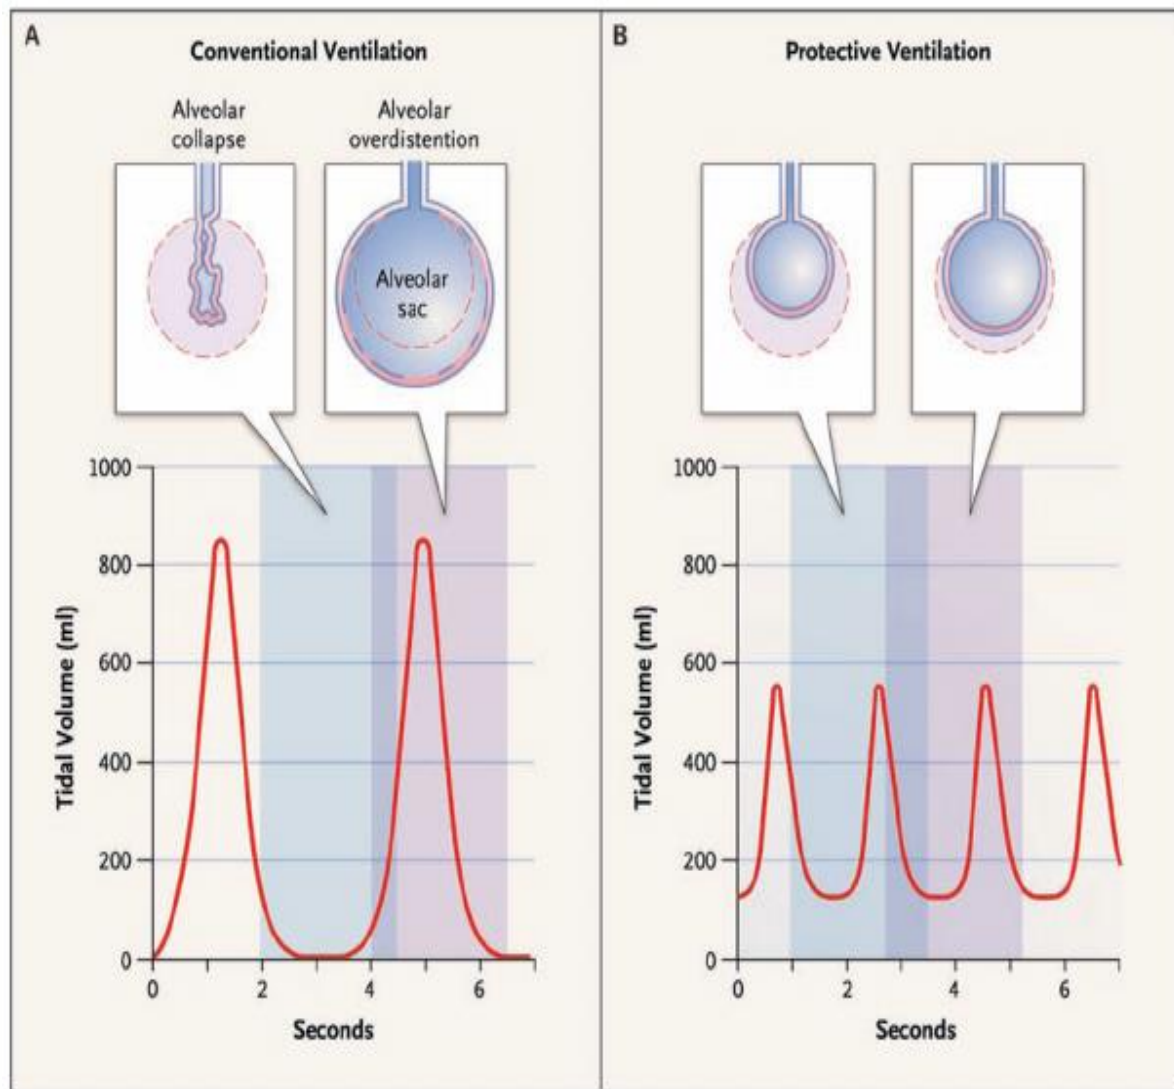 A
Conventional Ventilation
Alveolar
collapse
Alveolar
overdistention
Alveolar
sac
1000
800
600
400
200
0
Tidal Volume (ml)
0 2 4 6
Seconds
B
Protective Ventilation
1000
800
600
400
200
0
Tidal Volume (ml)
0 2 4 6
Seconds